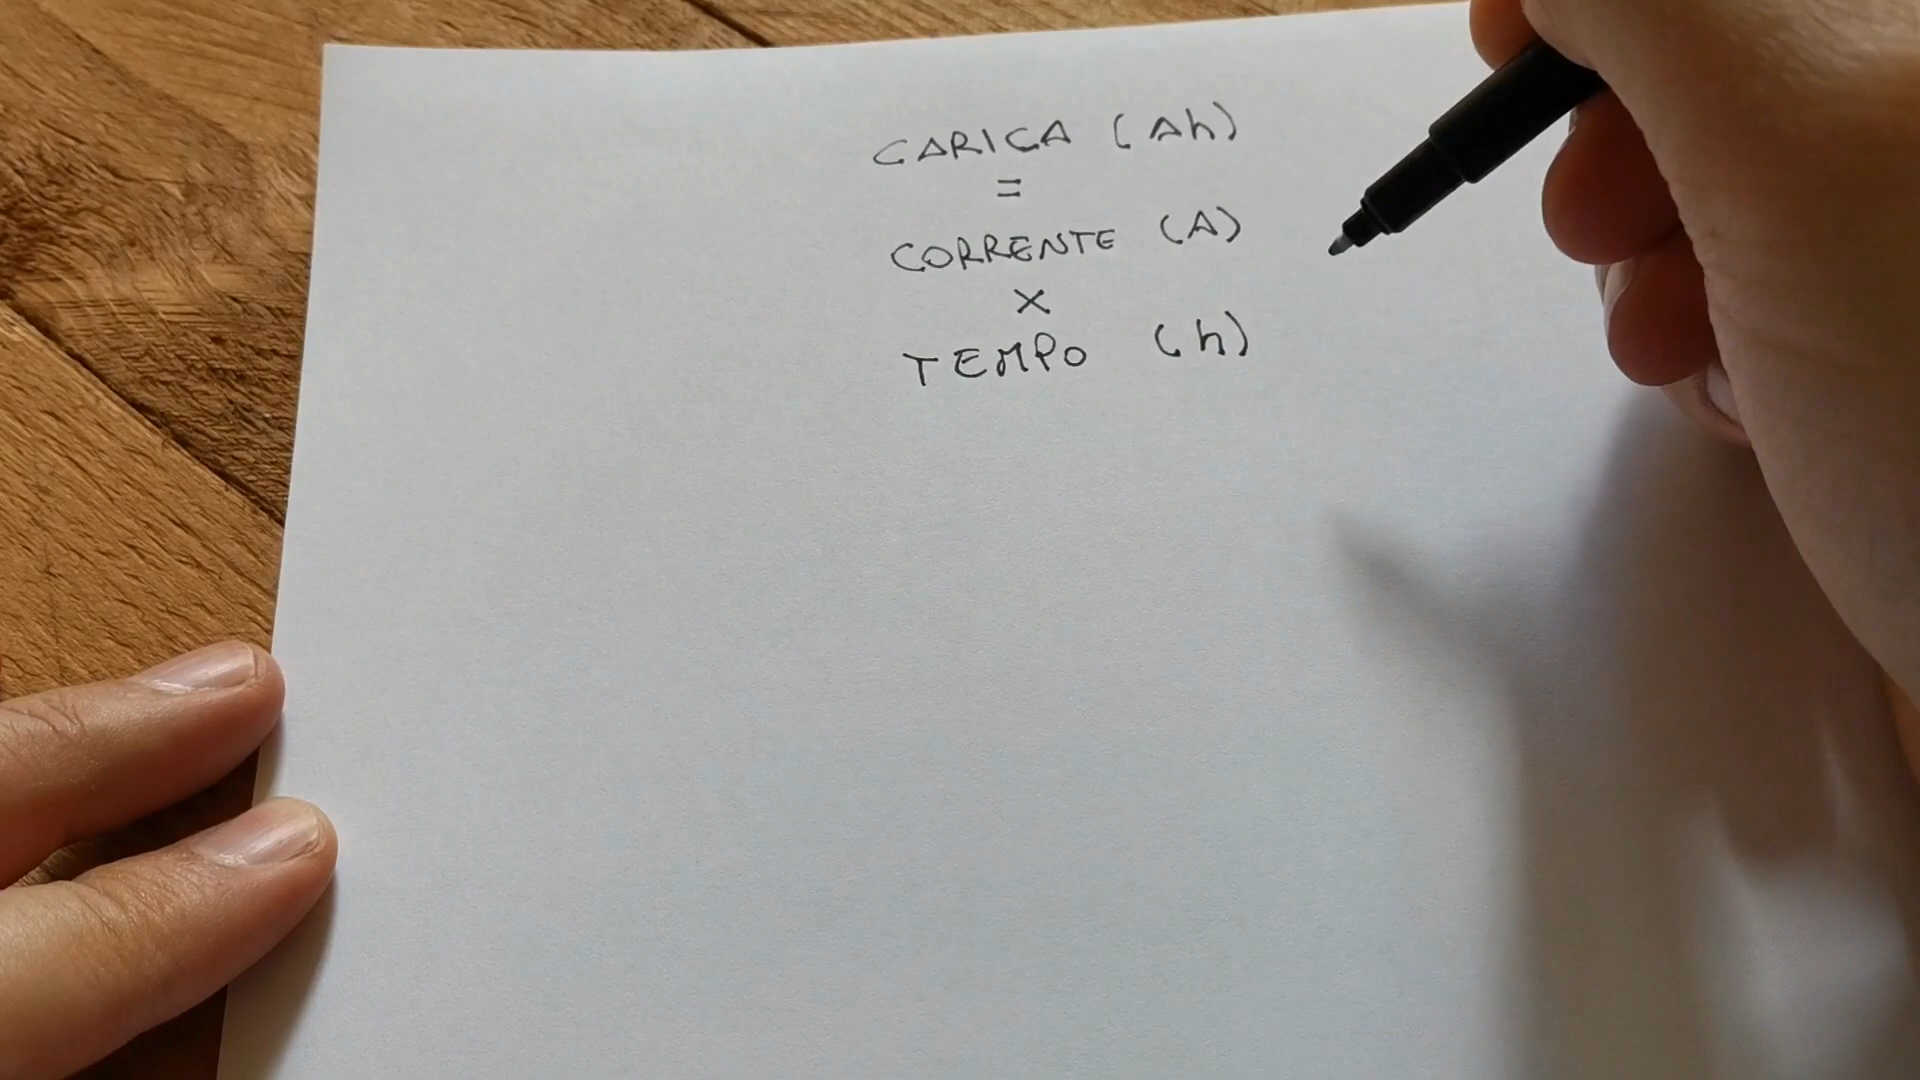 CARICA (Ah)
=
CORRENTE (A)
×
TEMPO (h)